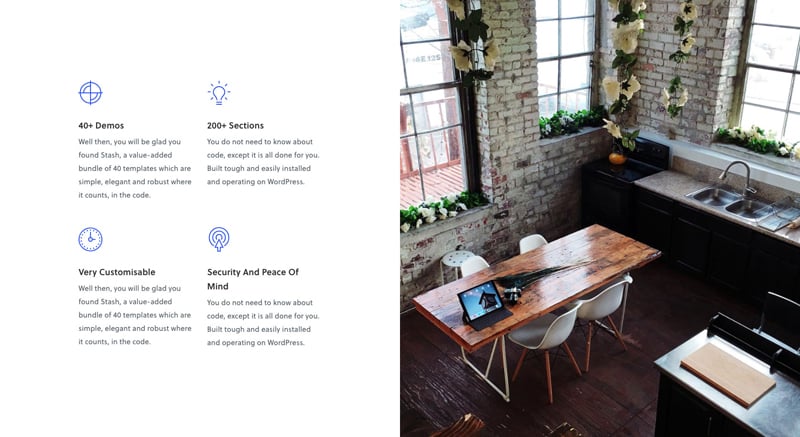 40+ Demos
Well then, you will be glad you
found Stash, a value-added
bundle of 40 templates which are
simple, elegant and robust where
it counts, in the code.
200+ Sections
You do not need to know about
code, except it is all done for you.
Built tough and easily installed
and operating on WordPress.
Very Customisable
Well then, you will be glad you
found Stash, a value-added
bundle of 40 templates which are
simple, elegant and robust where
it counts, in the code.
Security And Peace Of
Mind
You do not need to know about
code, except it is all done for you.
Built tough and easily installed
and operating on WordPress.